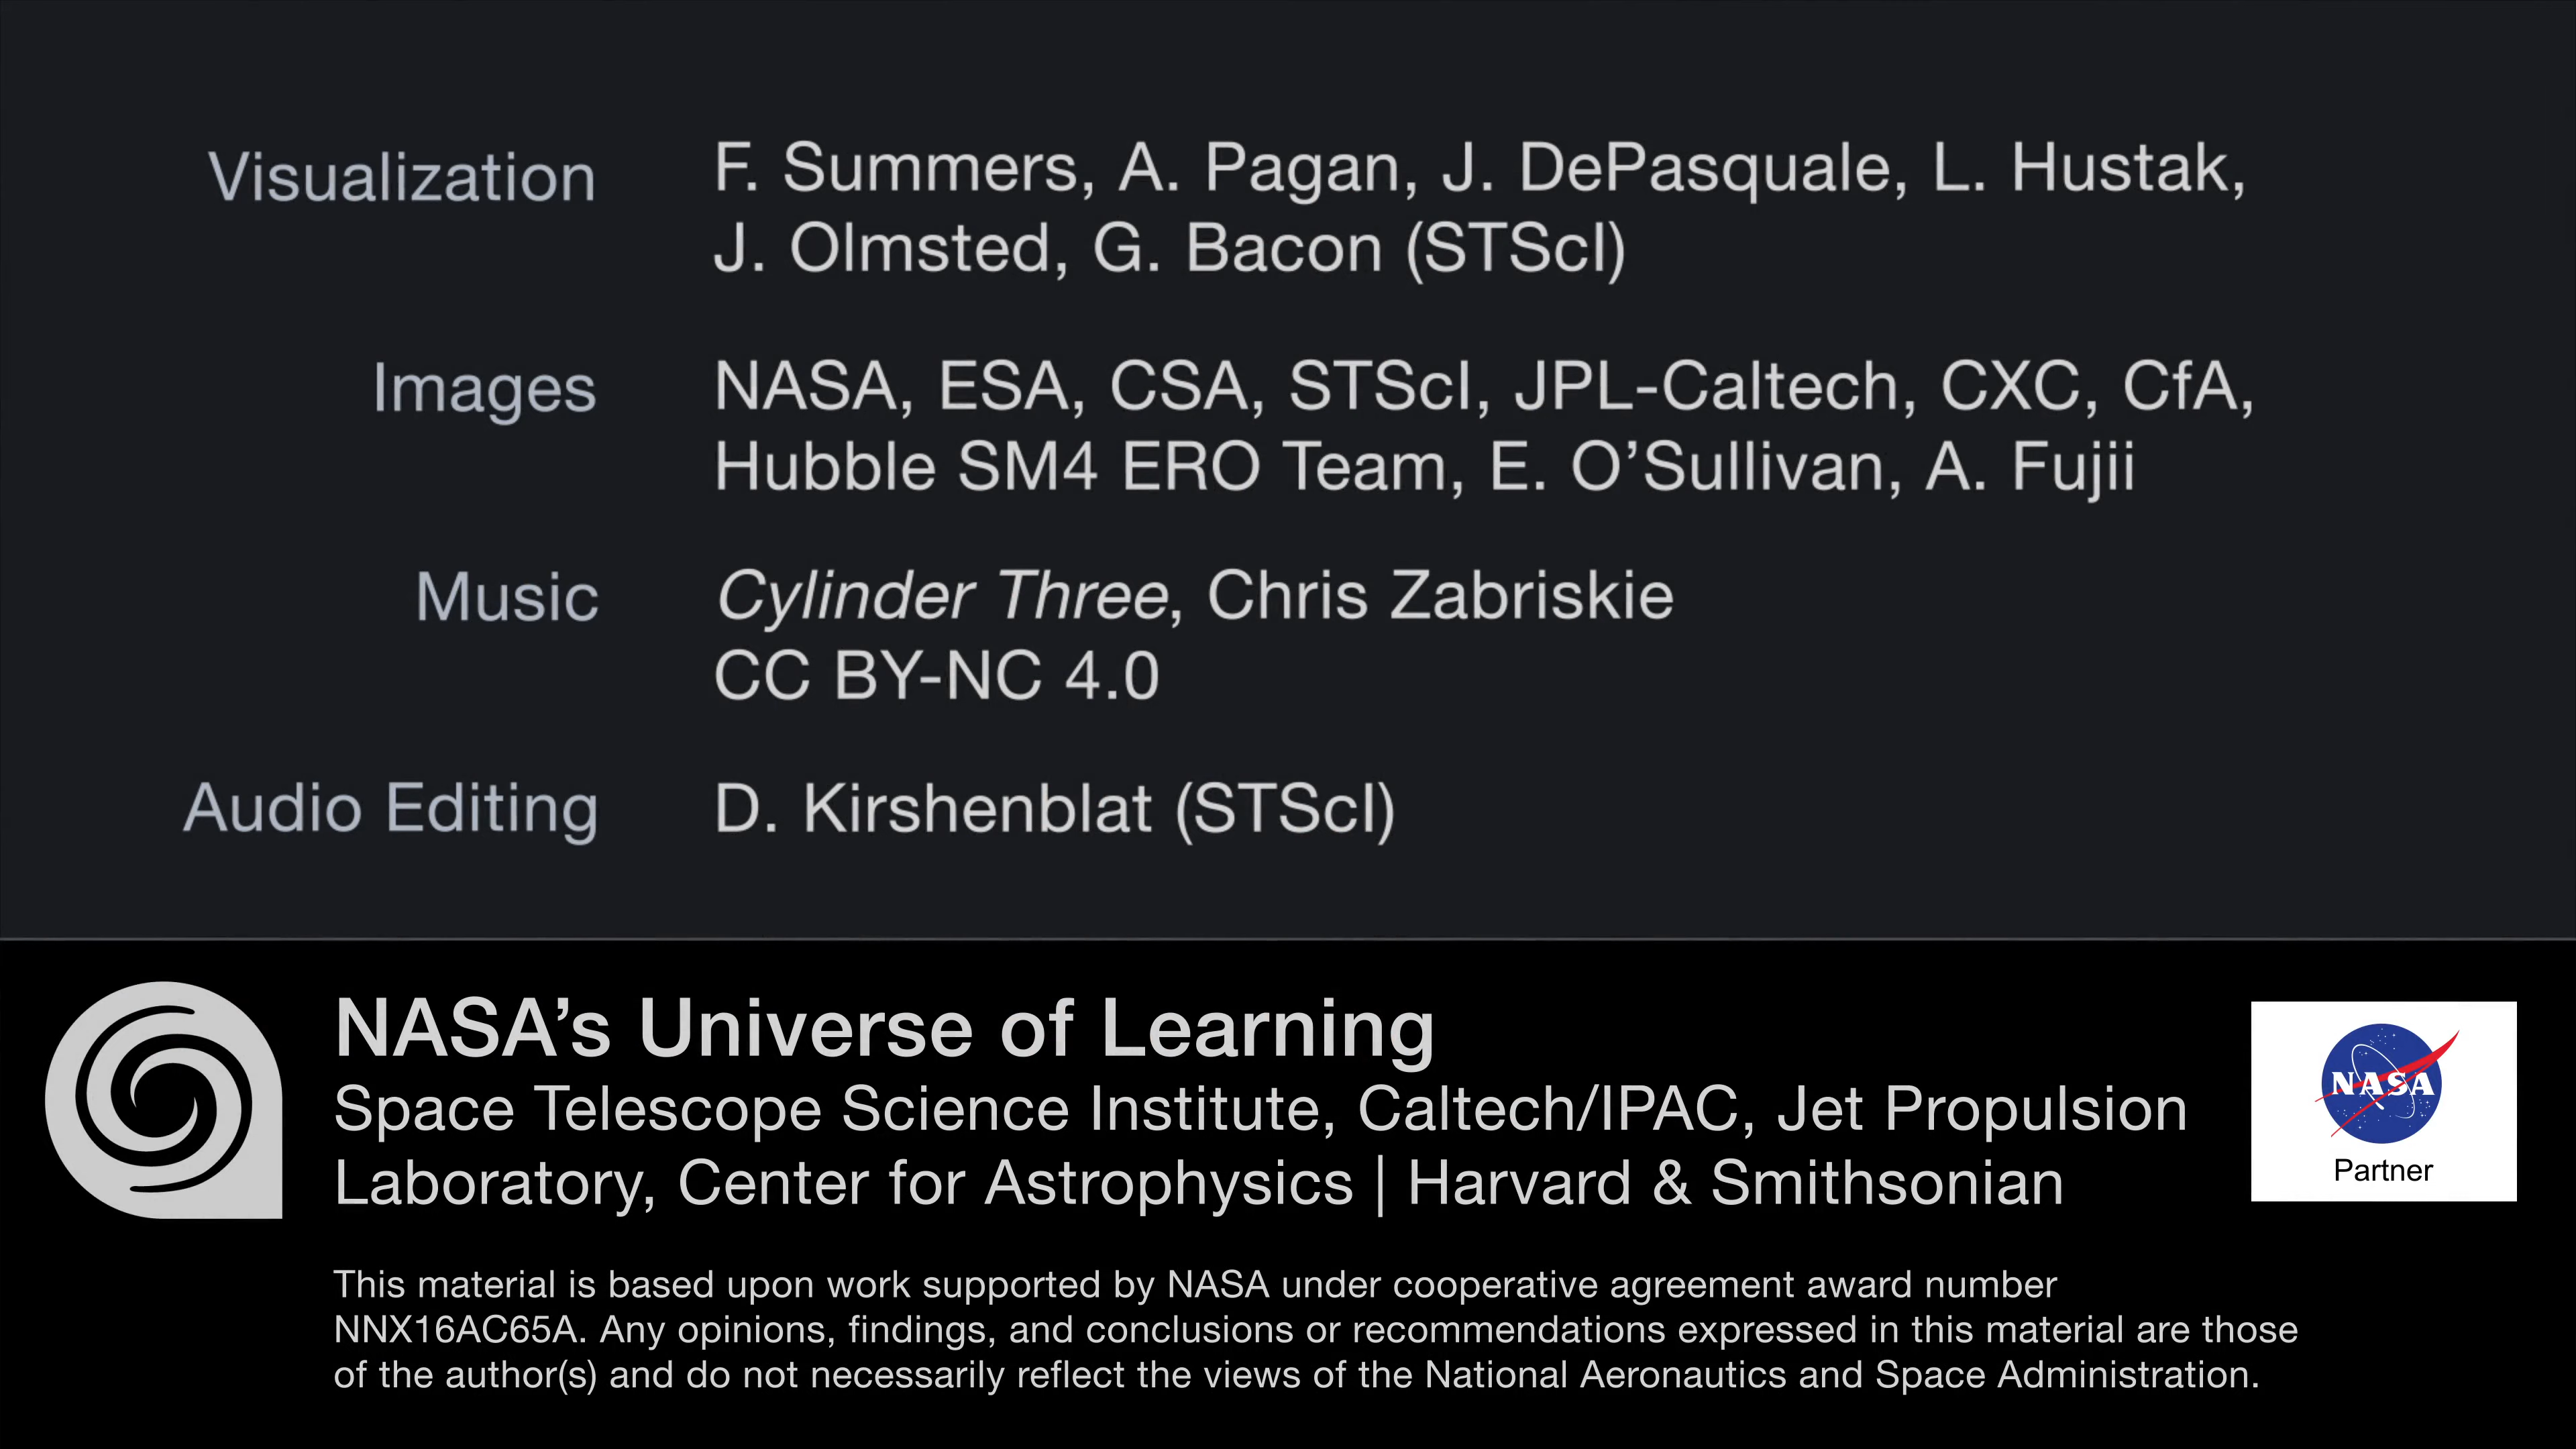 Visualization
F. Summers, A. Pagan, J. DePasquale, L. Hustak,
J. Olmsted, G. Bacon (STScI)
Images
NASA, ESA, CSA, STScI, JPL-Caltech, CXC, CfA,
Hubble SM4 ERO Team, E. O’Sullivan, A. Fujii
Music
Cylinder Three, Chris Zabriskie
CC BY-NC 4.0
Audio Editing
D. Kirshenblat (STScI)
NASA’s Universe of Learning
Space Telescope Science Institute, Caltech/IPAC, Jet Propulsion
Laboratory, Center for Astrophysics | Harvard & Smithsonian
NASA
Partner
This material is based upon work supported by NASA under cooperative agreement award number
NNX16AC65A. Any opinions, findings, and conclusions or recommendations expressed in this material are those
of the author(s) and do not necessarily reflect the views of the National Aeronautics and Space Administration.